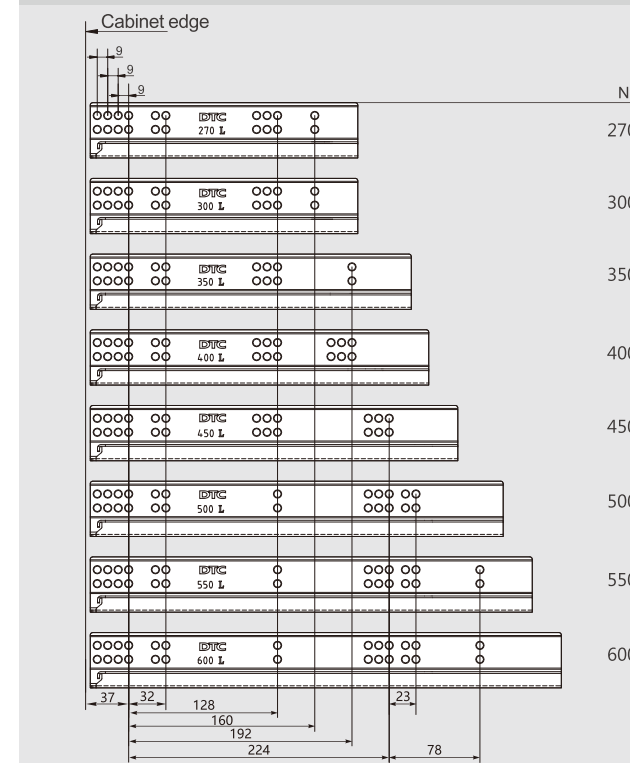 Cabinet edge
9
9
9
N
DTC
270 L
270
DTC
300 L
300
DTC
350 L
350
DTC
400 L
400
DTC
450 L
450
DTC
500 L
500
DTC
550 L
550
DTC
600 L
600
37 32 23
128
160
192
224 78